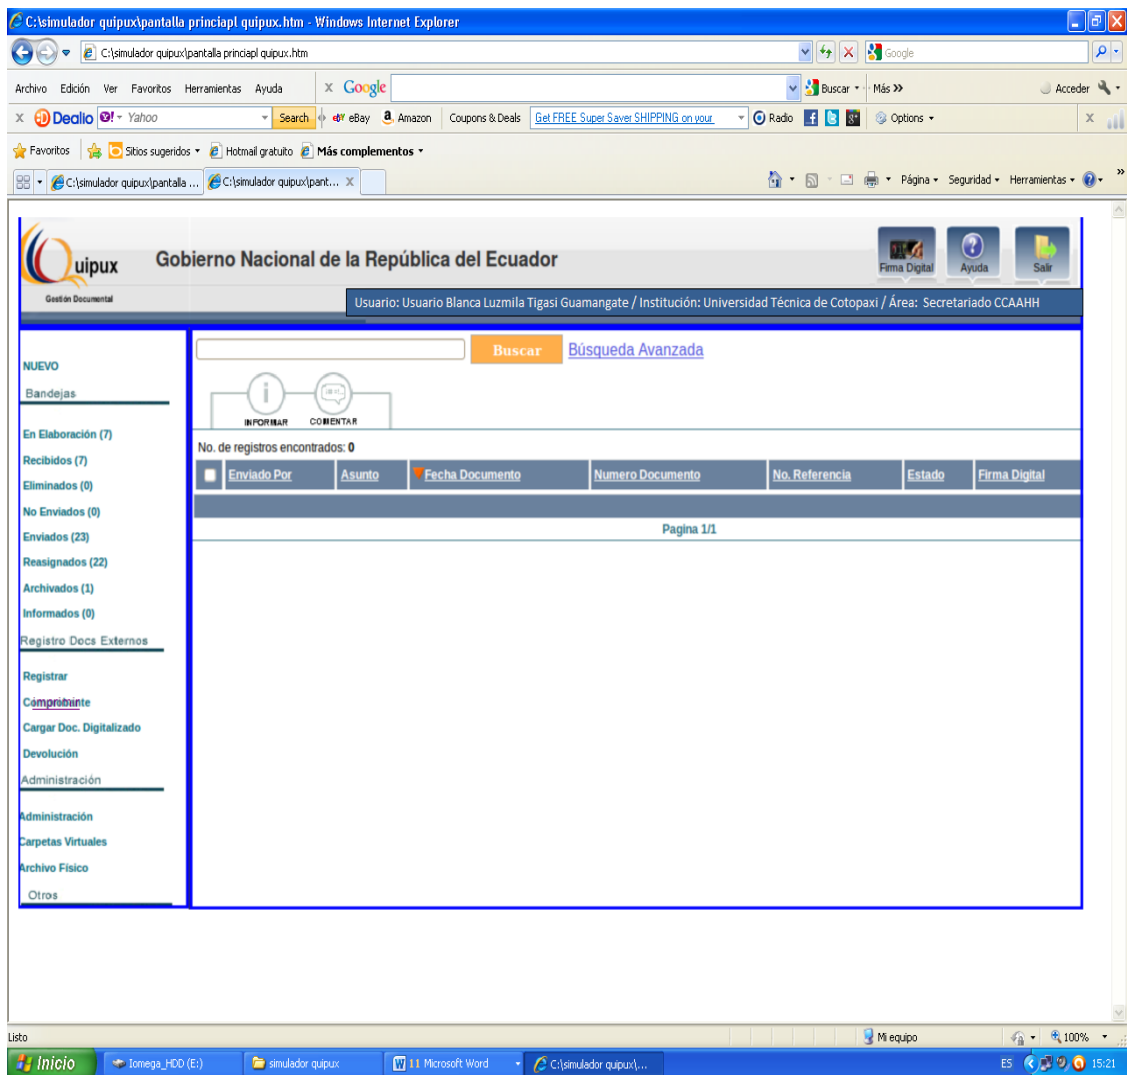 C:\simulador quipux\pantalla princiapl quipux.htm - Windows Internet Explorer
C:\simulador quipux\pantalla princiapl quipux.htm
Google
Archivo Edición Ver Favoritos Herramientas Ayuda x Google Buscar Más >> Acceder
x Dealio Y! - Yahoo Search eBay Amazon Coupons & Deals Get FREE Super Saver SHIPPING on your Radio Options x
Favoritos Sitios sugeridos Hotmail gratuito Más complementos
C:\simulador quipux\pantalla ... C:\simulador quipux\pant... X Página Seguridad Herramientas
Quipux
Gestión Documental
Gobierno Nacional de la República del Ecuador
Firma Digital Ayuda Salir
Usuario: Usuario Blanca Luzmila Tigasi Guamangate / Institución: Universidad Técnica de Cotopaxi / Área: Secretariado CCAAHH
NUEVO
Bandejas
En Elaboración (7)
Recibidos (7)
Eliminados (0)
No Enviados (0)
Enviados (23)
Reasignados (22)
Archivados (1)
Informados (0)
Registro Docs Externos
Registrar
Cargar Doc. Digitalizado
Devolución
Administración
Administración
Carpetas Virtuales
Archivo Físico
Otros
Buscar Búsqueda Avanzada
INFORMAR COMENTAR
No. de registros encontrados: 0
Enviado Por Asunto Fecha Documento Numero Documento No. Referencia Estado Firma Digital
Pagina 1/1
Listo Mi equipo 100%
Inicio Iomega_HDD (E:) simulador quipux 11 Microsoft Word C:\simulador quipux\... ES 15:21